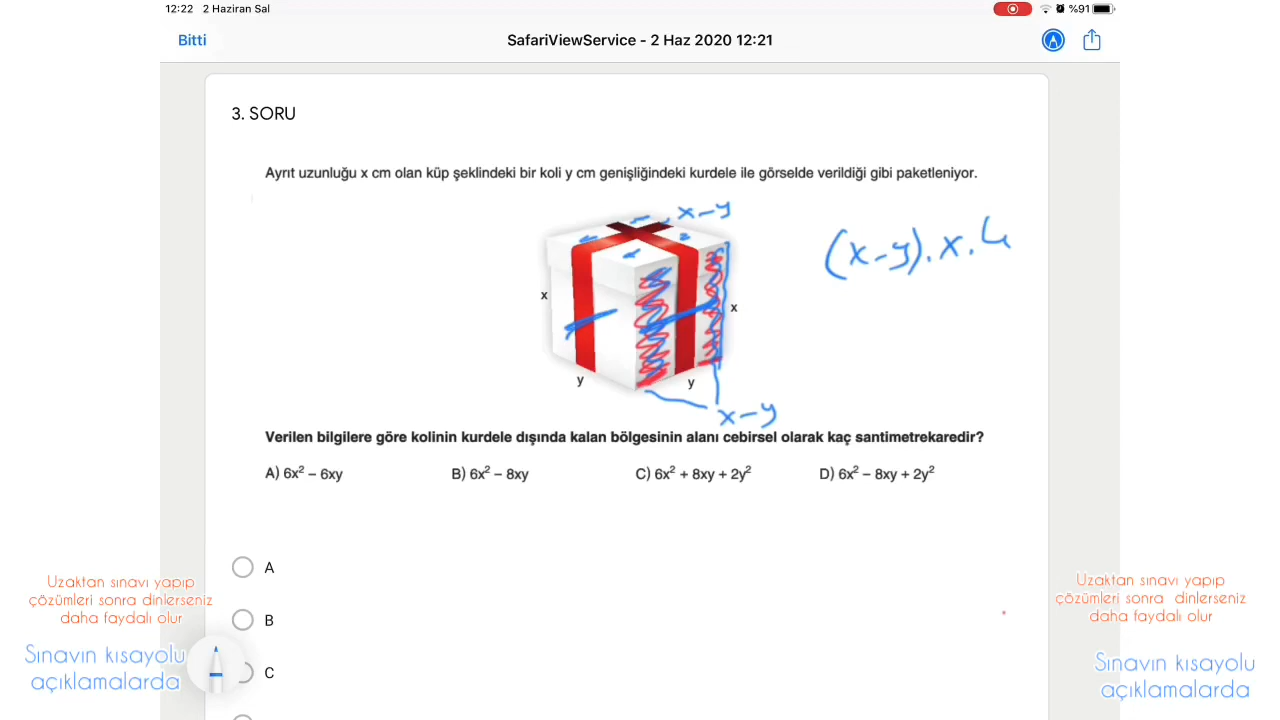 12:22 2 Haziran Sal
%91
Bitti
SafariViewService - 2 Haz 2020 12:21
3. SORU
Ayrıt uzunluğu x cm olan küp şeklindeki bir koli y cm genişliğindeki kurdele ile görselde verildiği gibi paketleniyor.
x-y
(x-y).x.4
x
x
y
y
x-y
Verilen bilgilere göre kolinin kurdele dışında kalan bölgesinin alanı cebirsel olarak kaç santimetrekaredir?
A) 6x² – 6xy B) 6x² – 8xy C) 6x² + 8xy + 2y² D) 6x² – 8xy + 2y²
A
B
C
Uzaktan sınavı yapıp
çözümleri sonra dinlerseniz
daha faydalı olur
Sınavın kısayolu
açıklamalarda
Uzaktan sınavı yapıp
çözümleri sonra dinlerseniz
daha faydalı olur
Sınavın kısayolu
açıklamalarda